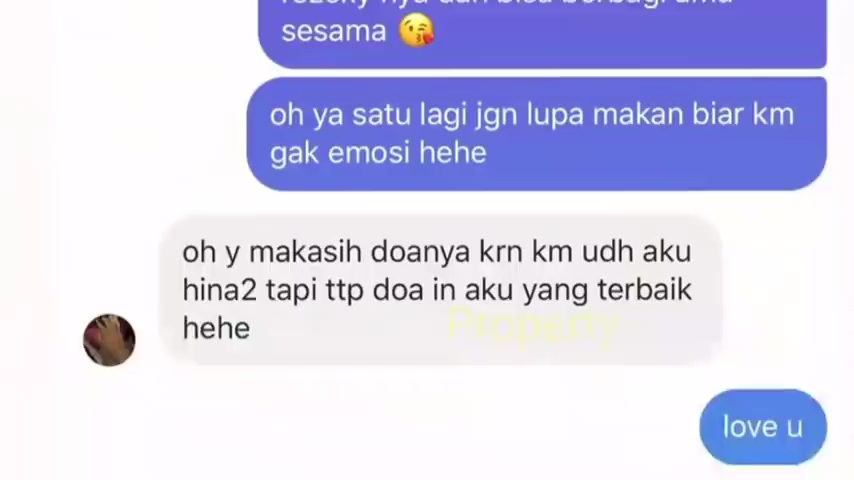 sesama 😘
oh ya satu lagi jgn lupa makan biar km
gak emosi hehe
oh y makasih doanya krn km udh aku
hina2 tapi ttp doa in aku yang terbaik
hehe
Property
love u